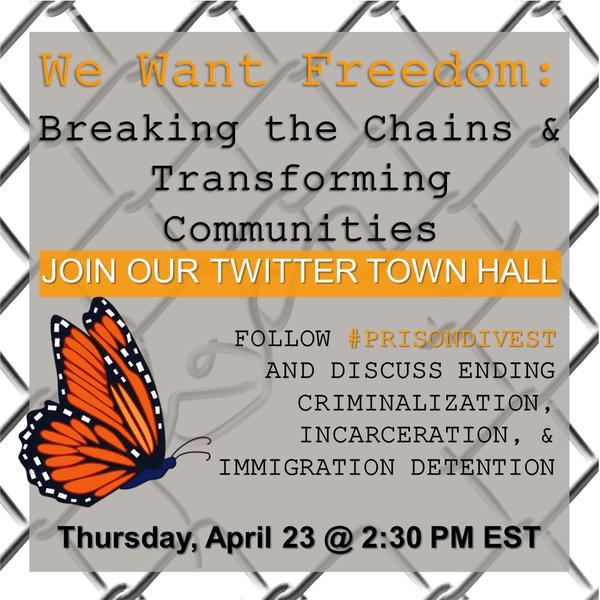 We Want Freedom:
Breaking the Chains &
Transforming
Communities
JOIN OUR TWITTER TOWN HALL
FOLLOW #PRISONDIVEST
AND DISCUSS ENDING
CRIMINALIZATION,
INCARCERATION, &
IMMIGRATION DETENTION
Thursday, April 23 @ 2:30 PM EST